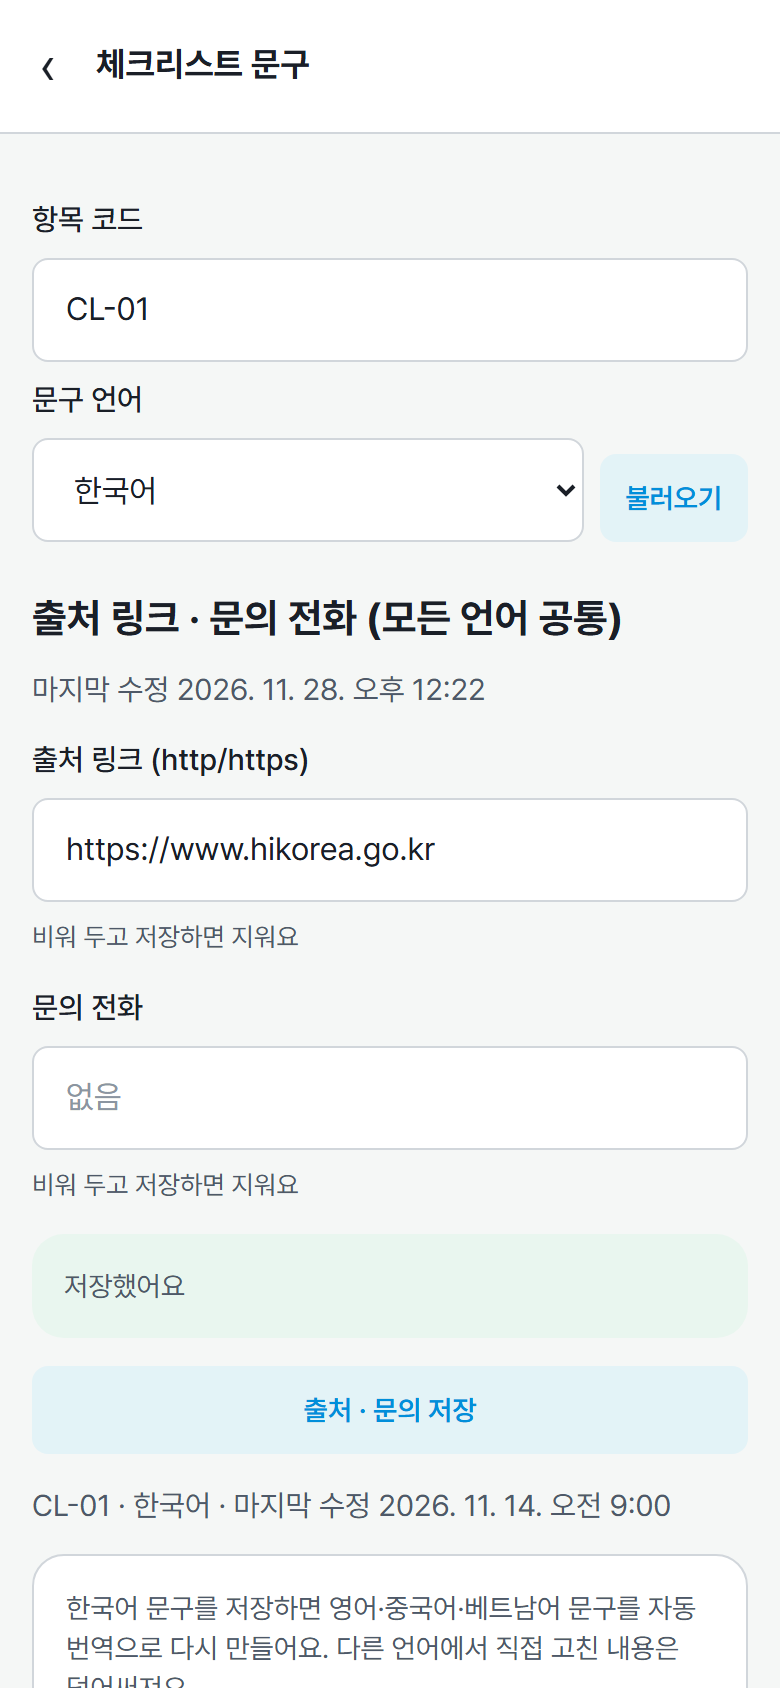 체크리스트 문구
항목 코드
CL-01
문구 언어
한국어
불러오기
출처 링크 · 문의 전화 (모든 언어 공통)
마지막 수정 2026. 11. 28. 오후 12:22
출처 링크 (http/https)
https://www.hikorea.go.kr
비워 두고 저장하면 지워요
문의 전화
없음
비워 두고 저장하면 지워요
저장했어요
출처 · 문의 저장
CL-01 · 한국어 · 마지막 수정 2026. 11. 14. 오전 9:00
한국어 문구를 저장하면 영어·중국어·베트남어 문구를 자동
번역으로 다시 만들어요. 다른 언어에서 직접 고친 내용은